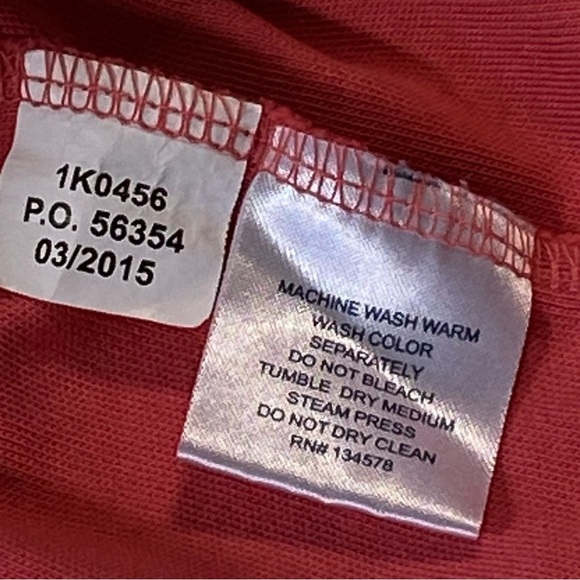 1K0456
P.O. 56354
03/2015
MACHINE WASH WARM
WASH COLOR
SEPARATELY
DO NOT BLEACH
TUMBLE DRY MEDIUM
STEAM PRESS
DO NOT DRY CLEAN
RN# 134578